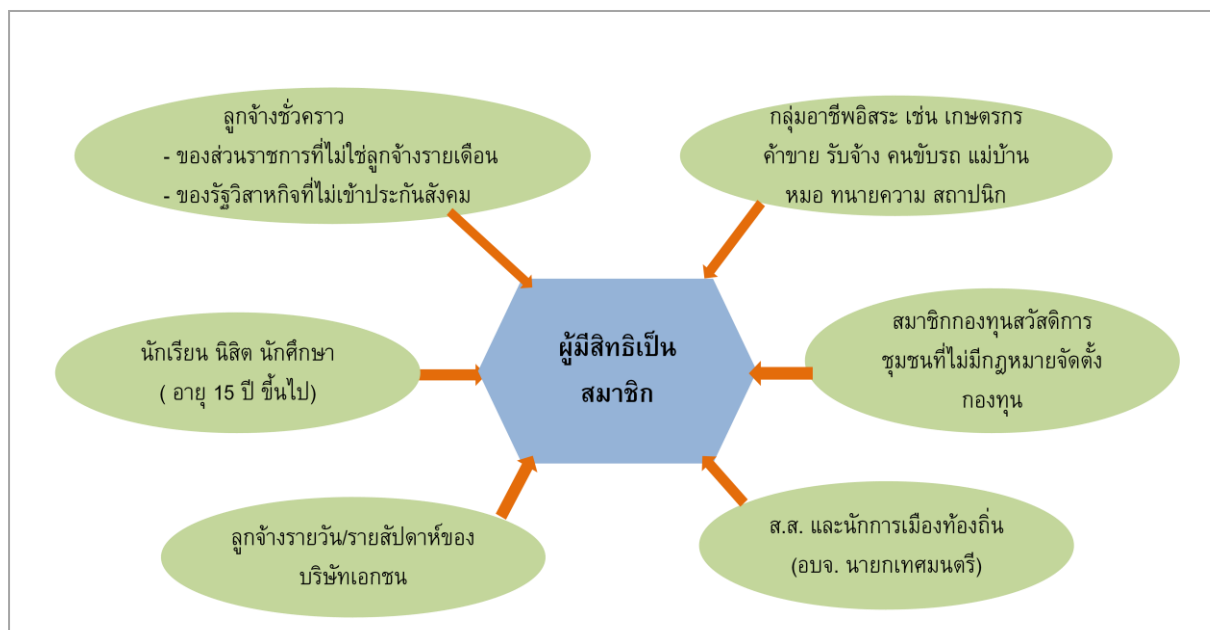 ลูกจ้างชั่วคราว
- ของส่วนราชการที่ไม่ใช่ลูกจ้างรายเดือน
- ของรัฐวิสาหกิจที่ไม่เข้าประกันสังคม
กลุ่มอาชีพอิสระ เช่น เกษตรกร
ค้าขาย รับจ้าง คนขับรถ แม่บ้าน
หมอ ทนายความ สถาปนิก
นักเรียน นิสิต นักศึกษา
( อายุ 15 ปี ขึ้นไป)
ผู้มีสิทธิเป็น
สมาชิก
สมาชิกกองทุนสวัสดิการ
ชุมชนที่ไม่มีกฎหมายจัดตั้ง
กองทุน
ลูกจ้างรายวัน/รายสัปดาห์ของ
บริษัทเอกชน
ส.ส. และนักการเมืองท้องถิ่น
(อบจ. นายกเทศมนตรี)